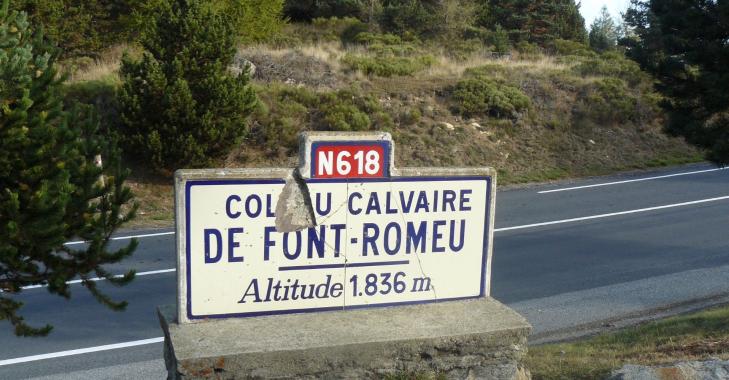 N618
COL U CALVAIRE
DE FONT-ROMEU
Altitude 1.836 m